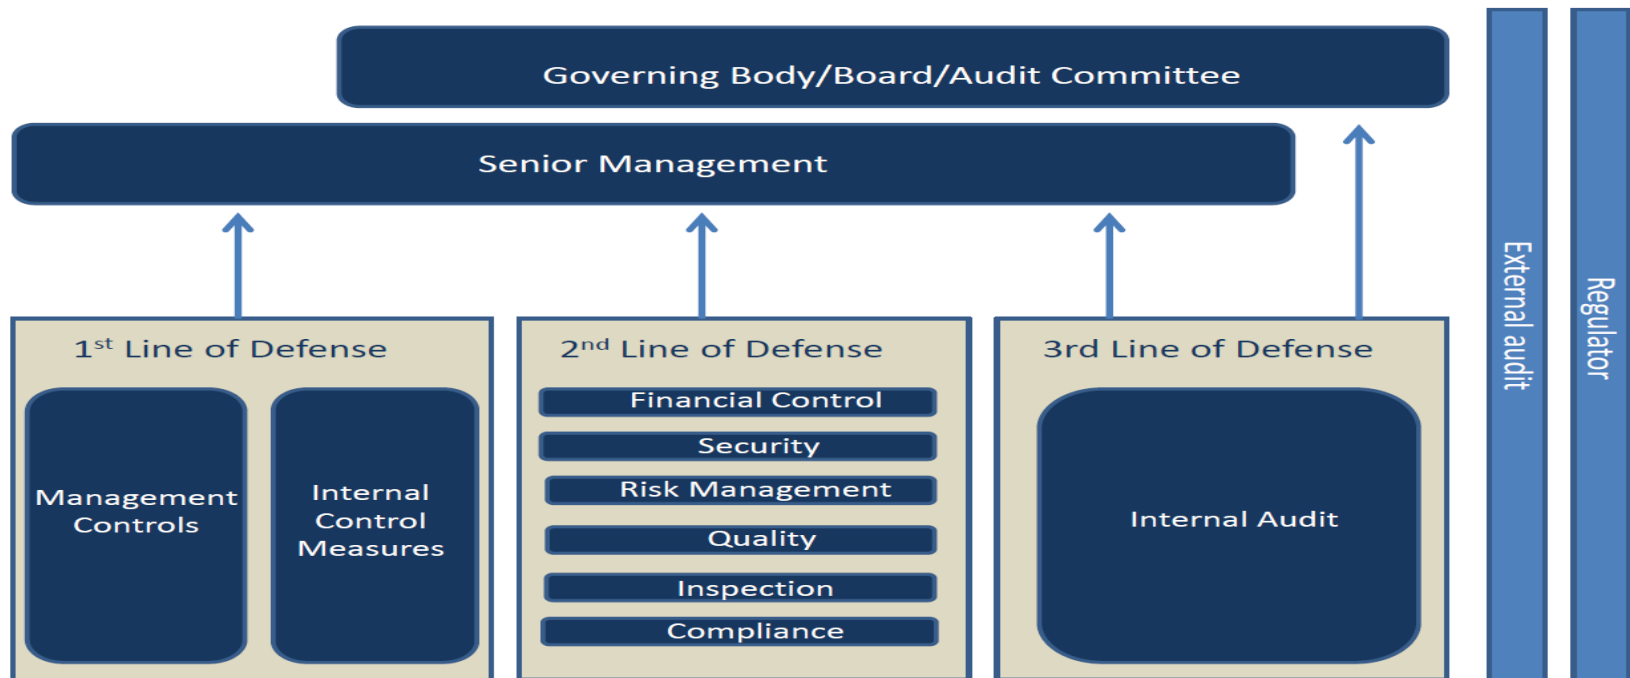 Governing Body/Board/Audit Committee
Senior Management
1st Line of Defense
Management
Controls
Internal
Control
Measures
2nd Line of Defense
Financial Control
Security
Risk Management
Quality
Inspection
Compliance
3rd Line of Defense
Internal Audit
External audit
Regulator